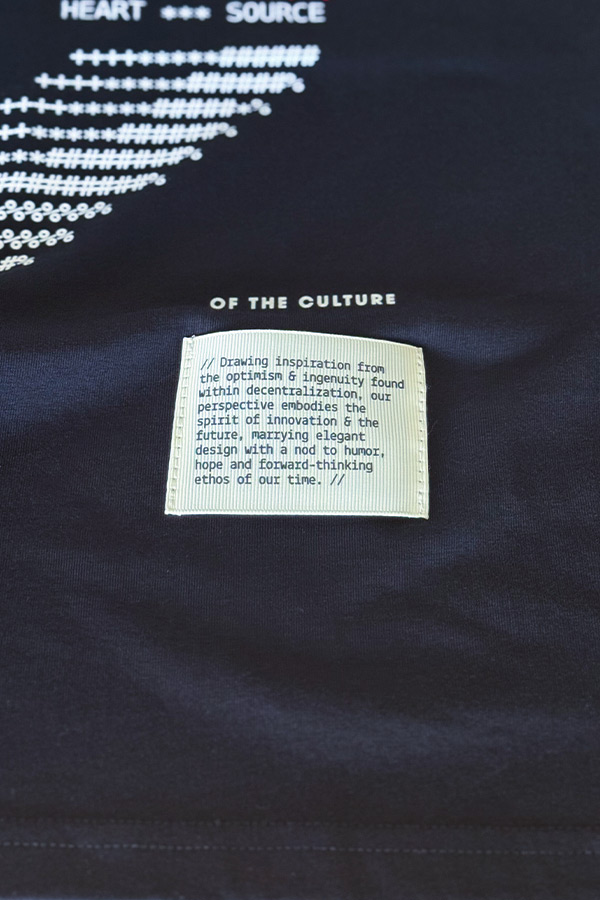 HEART *** SOURCE
++*****######
++*****######%
++*****######*%
++*****######%
***#########%
##########%
%%%%%%%%
%%%%%%
#%%
OF THE CULTURE
// Drawing inspiration from
the optimism & ingenuity found
within decentralization, our
perspective embodies the
spirit of innovation & the
future, marrying elegant
design with a nod to humor,
hope and forward-thinking
ethos of our time. //